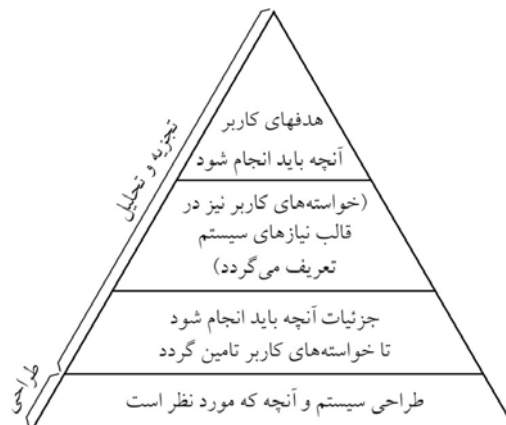 هدفهای کاربر
آنچه باید انجام شود
(خواسته‌های کاربر نیز در
قالب نیازهای سیستم
تعریف می‌گردد)
جزئیات آنچه باید انجام شود
تا خواسته‌های کاربر تامین گردد
طراحی سیستم و آنچه که مورد نظر است
تجزیه و تحلیل
طراحی